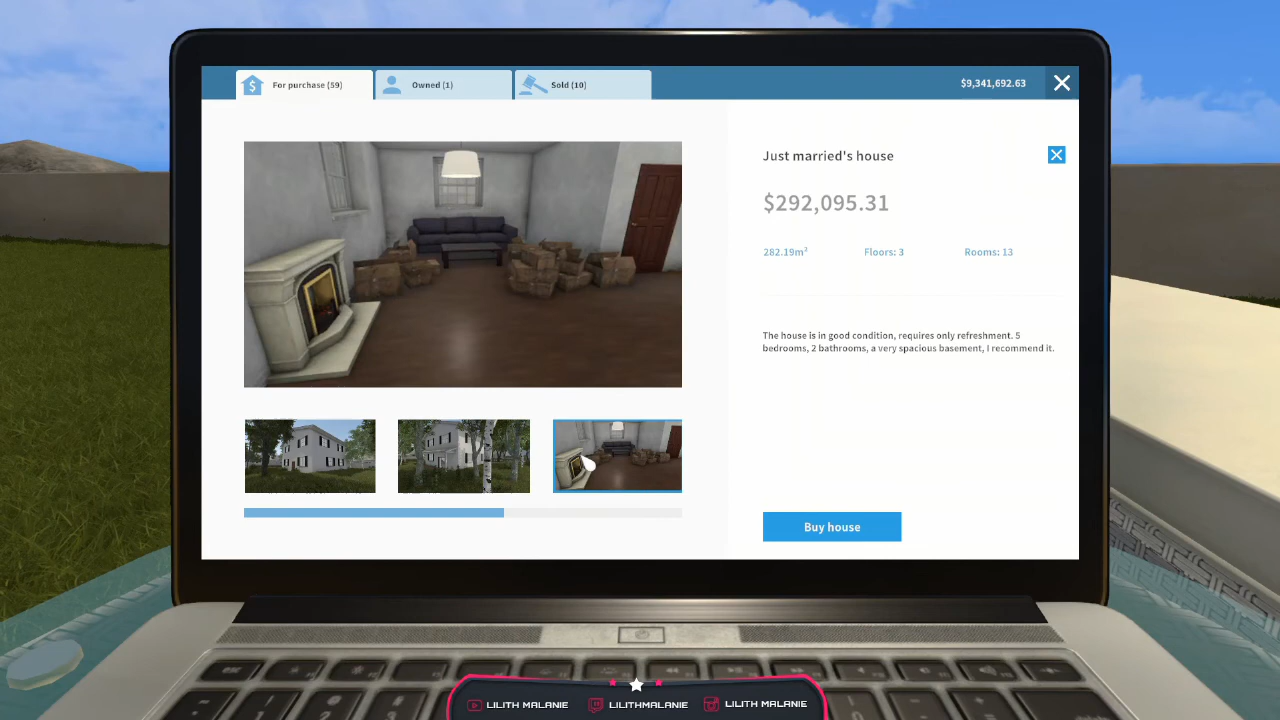 For purchase (59)
Owned (1)
Sold (10)
$9,341,692.63
Just married's house
$292,095.31
282.19m²
Floors: 3
Rooms: 13
The house is in good condition, requires only refreshment. 5
bedrooms, 2 bathrooms, a very spacious basement, I recommend it.
Buy house
LILITH MALANIE
LILITHMALANIE
LILITH MALANIE